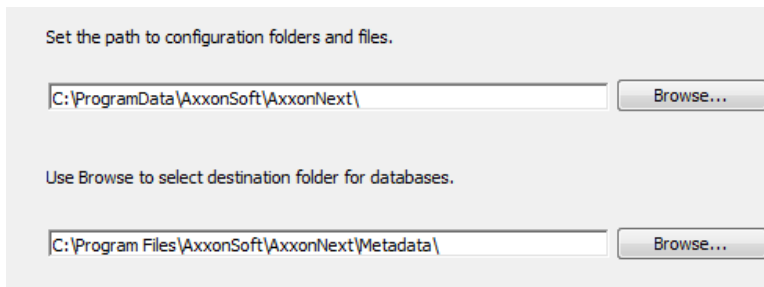 Set the path to configuration folders and files.
C:\ProgramData\AxxonSoft\AxxonNext\
Browse...
Use Browse to select destination folder for databases.
C:\Program Files\AxxonSoft\AxxonNext\Metadata\
Browse...